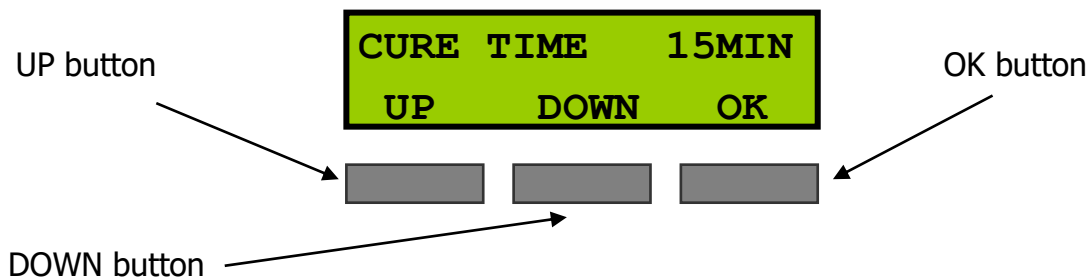 CURE TIME 15MIN
UP DOWN OK
UP button
OK button
DOWN button